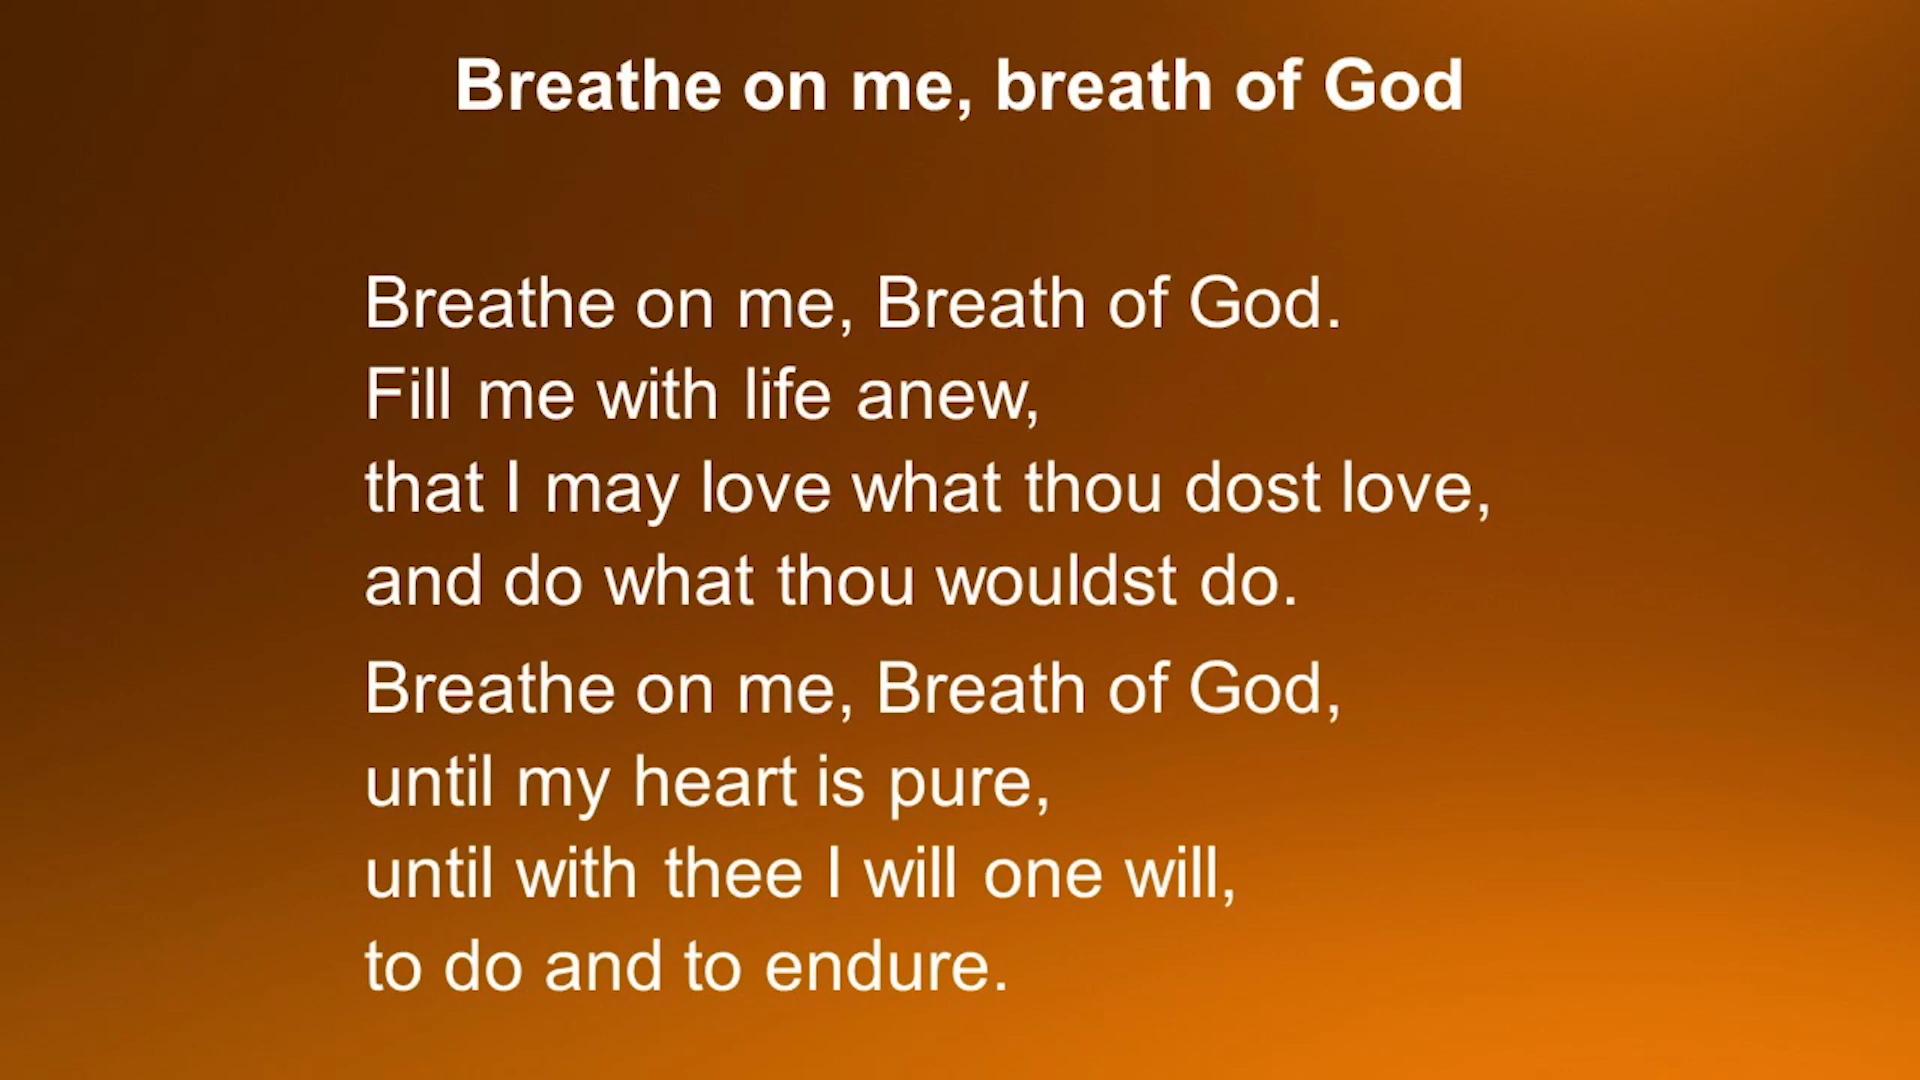 Breathe on me, breath of God
Breathe on me, Breath of God.
Fill me with life anew,
that I may love what thou dost love,
and do what thou wouldst do.
Breathe on me, Breath of God,
until my heart is pure,
until with thee I will one will,
to do and to endure.